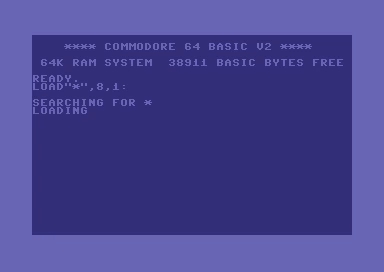 **** COMMODORE 64 BASIC V2 ****
64K RAM SYSTEM  38911 BASIC BYTES FREE
READY.
LOAD"*",8,1:
SEARCHING FOR *
LOADING